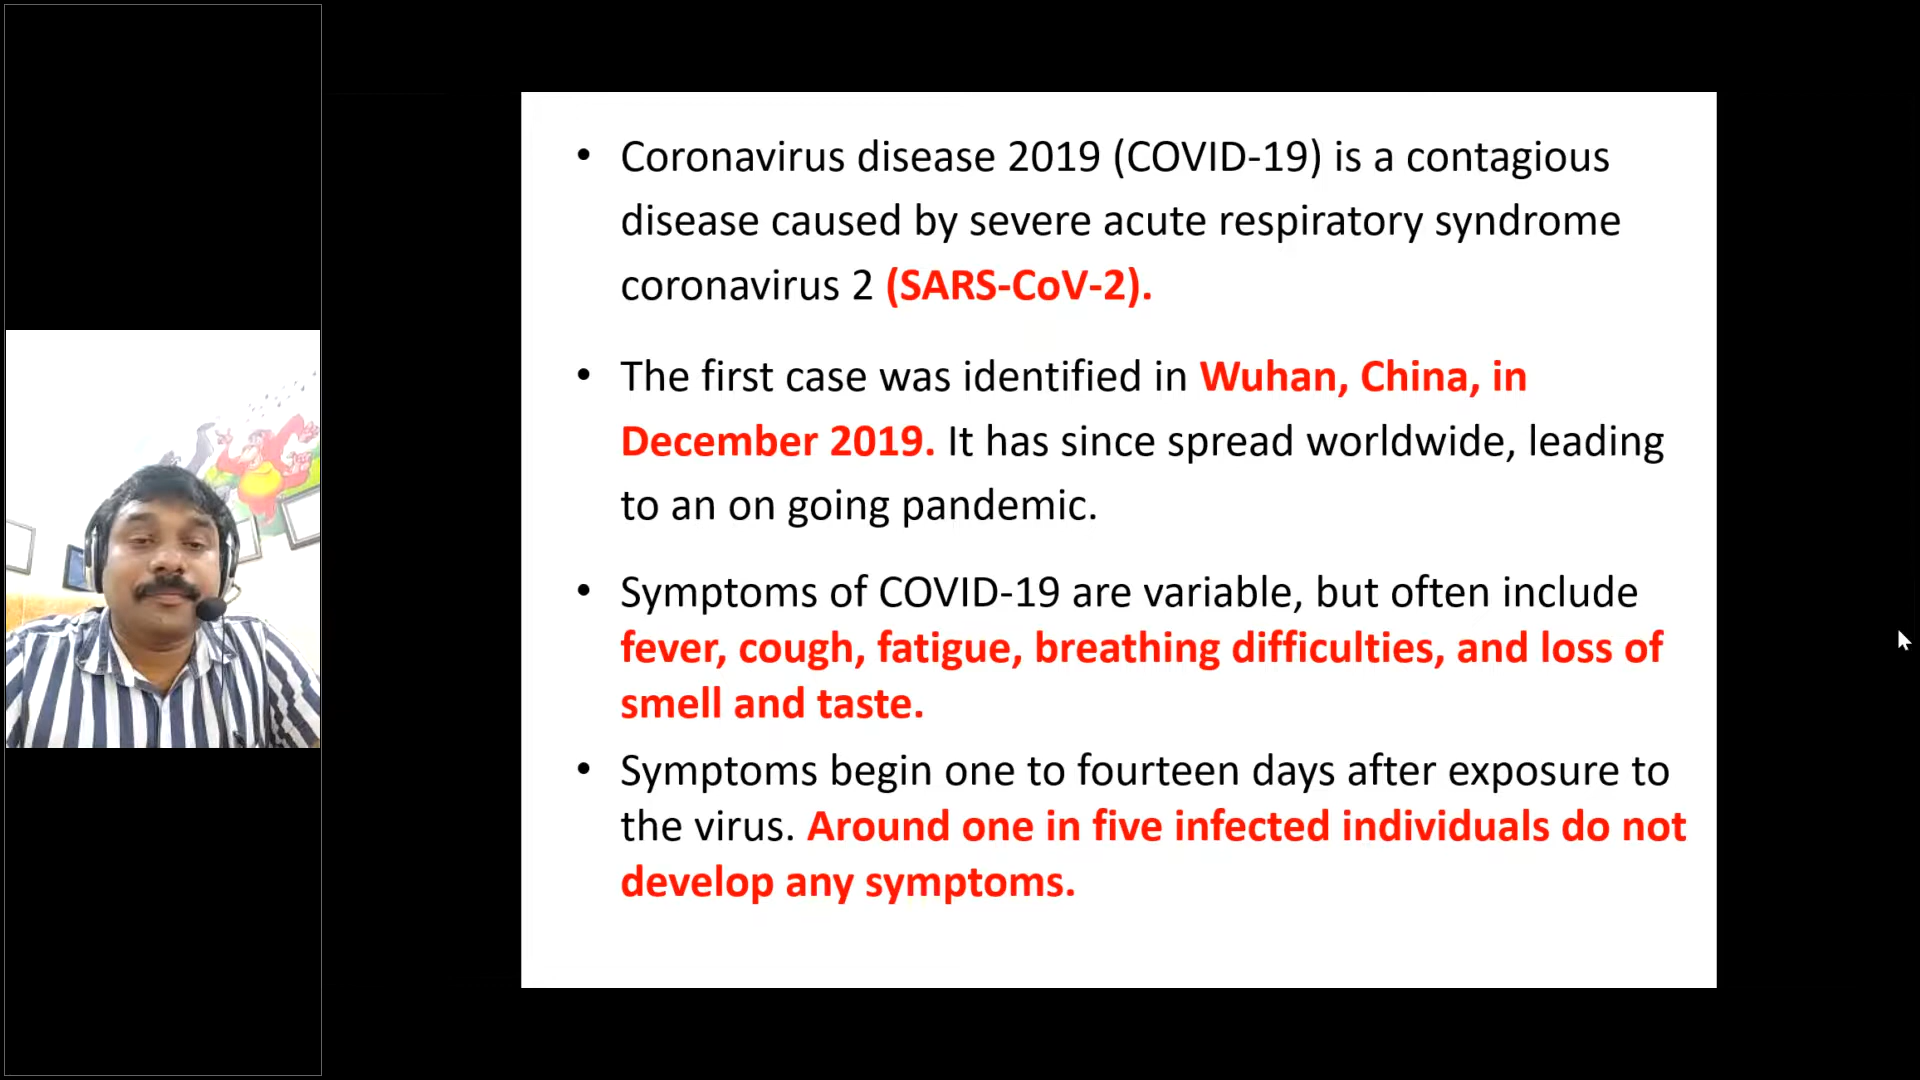 • Coronavirus disease 2019 (COVID-19) is a contagious
disease caused by severe acute respiratory syndrome
coronavirus 2 (SARS-CoV-2).
• The first case was identified in Wuhan, China, in
December 2019. It has since spread worldwide, leading
to an on going pandemic.
• Symptoms of COVID-19 are variable, but often include
fever, cough, fatigue, breathing difficulties, and loss of
smell and taste.
• Symptoms begin one to fourteen days after exposure to
the virus. Around one in five infected individuals do not
develop any symptoms.